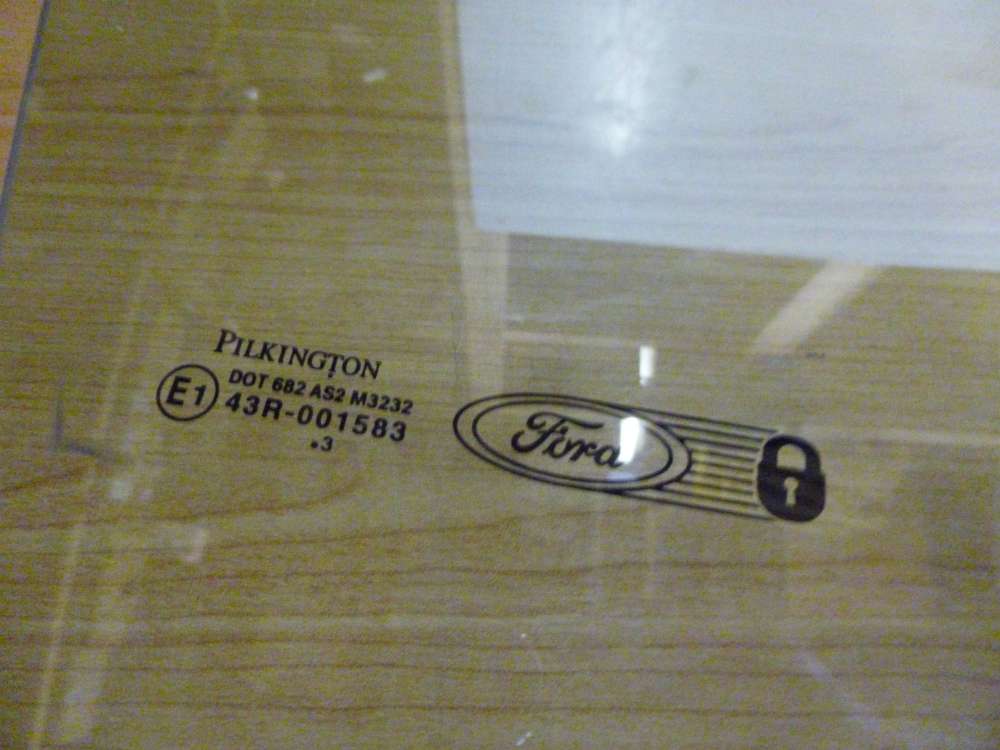 PILKINGTON
DOT 682 AS2 M3232
E1
43R-001583
.3
Ford